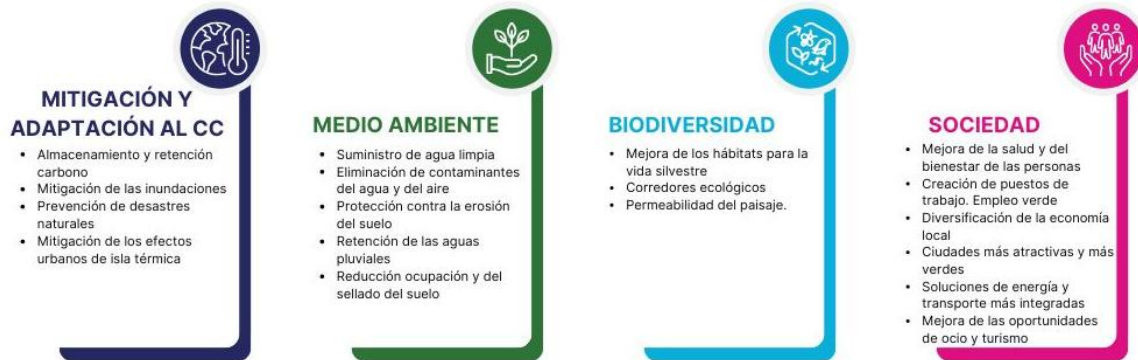 MITIGACIÓN Y
ADAPTACIÓN AL CC
• Almacenamiento y retención
carbono
• Mitigación de las inundaciones
• Prevención de desastres
naturales
• Mitigación de los efectos
urbanos de isla térmica
MEDIO AMBIENTE
• Suministro de agua limpia
• Eliminación de contaminantes
del agua y del aire
• Protección contra la erosión
del suelo
• Retención de las aguas
pluviales
• Reducción ocupación y del
sellado del suelo
BIODIVERSIDAD
• Mejora de los hábitats para la
vida silvestre
• Corredores ecológicos
• Permeabilidad del paisaje.
SOCIEDAD
• Mejora de la salud y del
bienestar de las personas
• Creación de puestos de
trabajo. Empleo verde
• Diversificación de la economía
local
• Ciudades más atractivas y más
verdes
• Soluciones de energía y
transporte más integradas
• Mejora de las oportunidades
de ocio y turismo